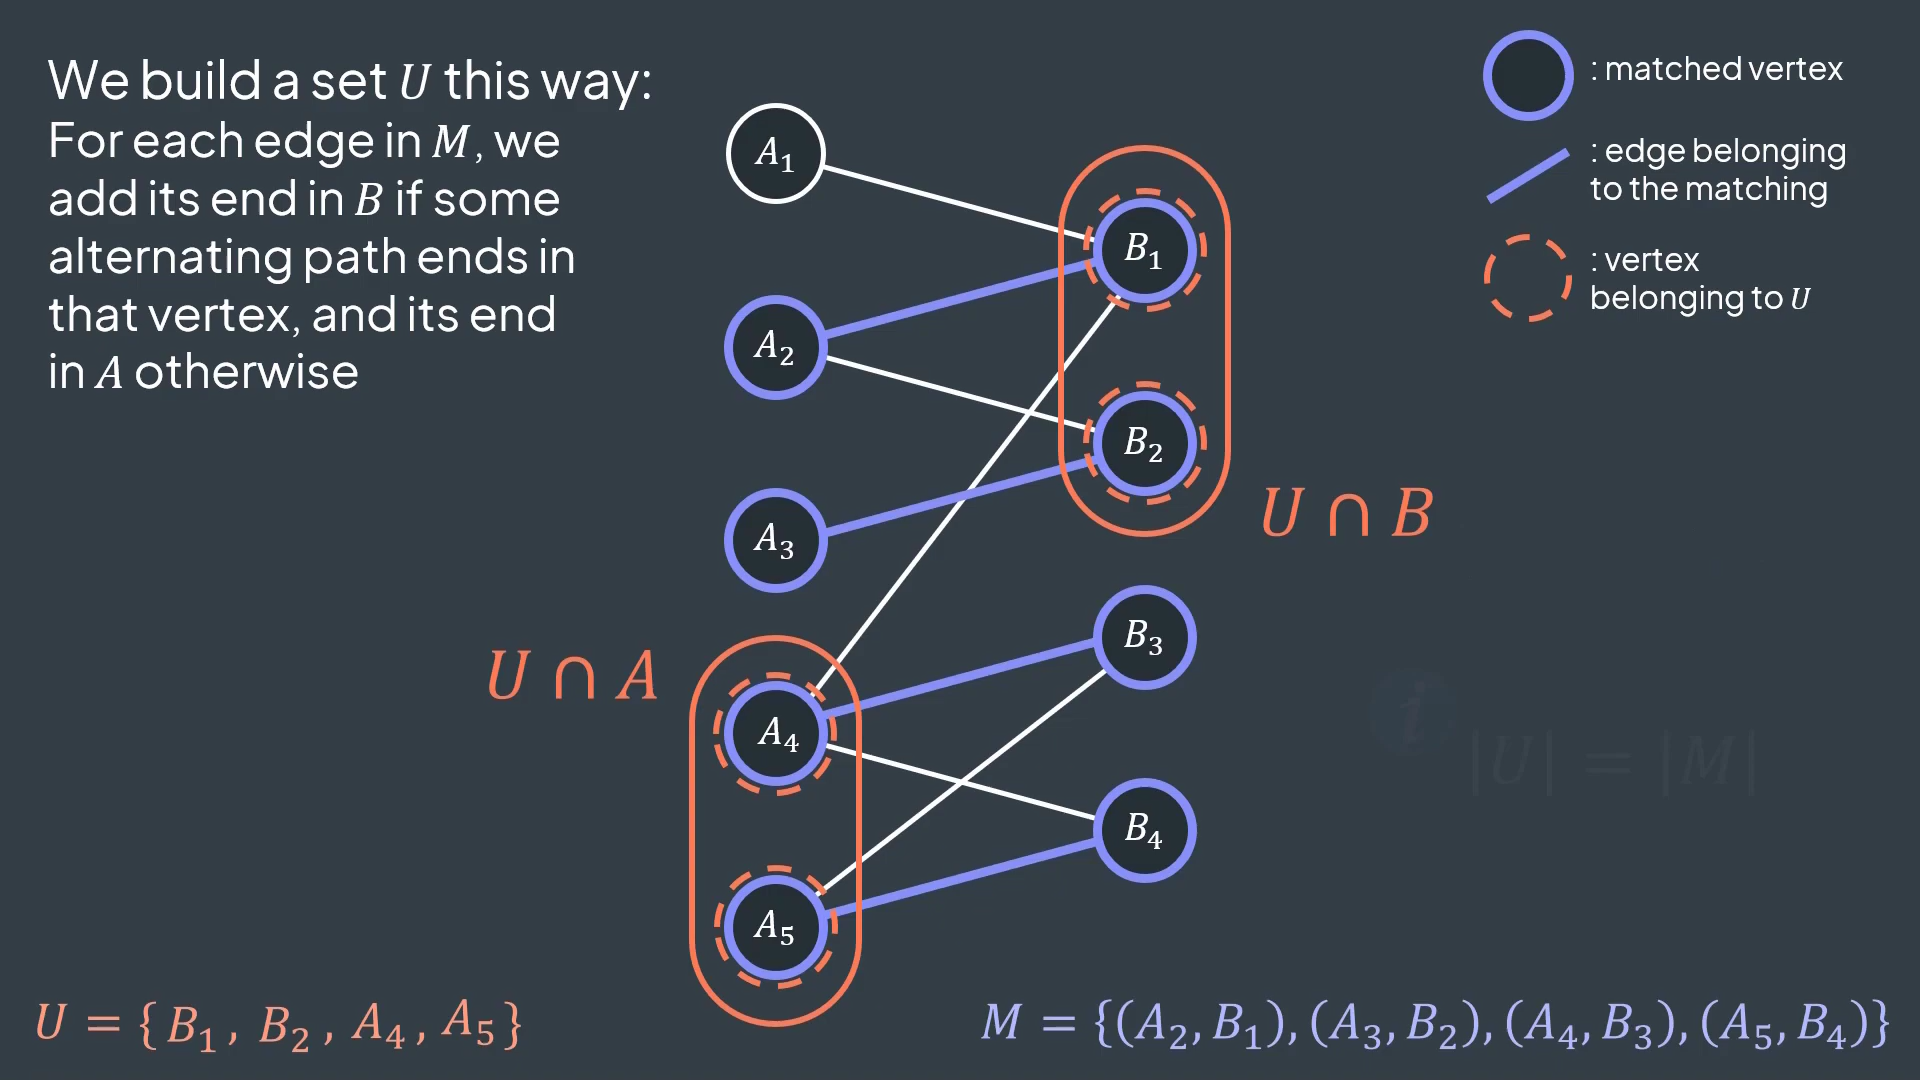 We build a set U this way:
For each edge in M, we
add its end in B if some
alternating path ends in
that vertex, and its end
in A otherwise
: matched vertex
: edge belonging
to the matching
: vertex
belonging to U
A₁
B₁
A₂
B₂
A₃
U ∩ B
B₃
U ∩ A
A₄
i
|U| = |M|
B₄
A₅
U = { B₁ , B₂ , A₄ , A₅ }
M = {(A₂, B₁), (A₃, B₂), (A₄, B₃), (A₅, B₄)}